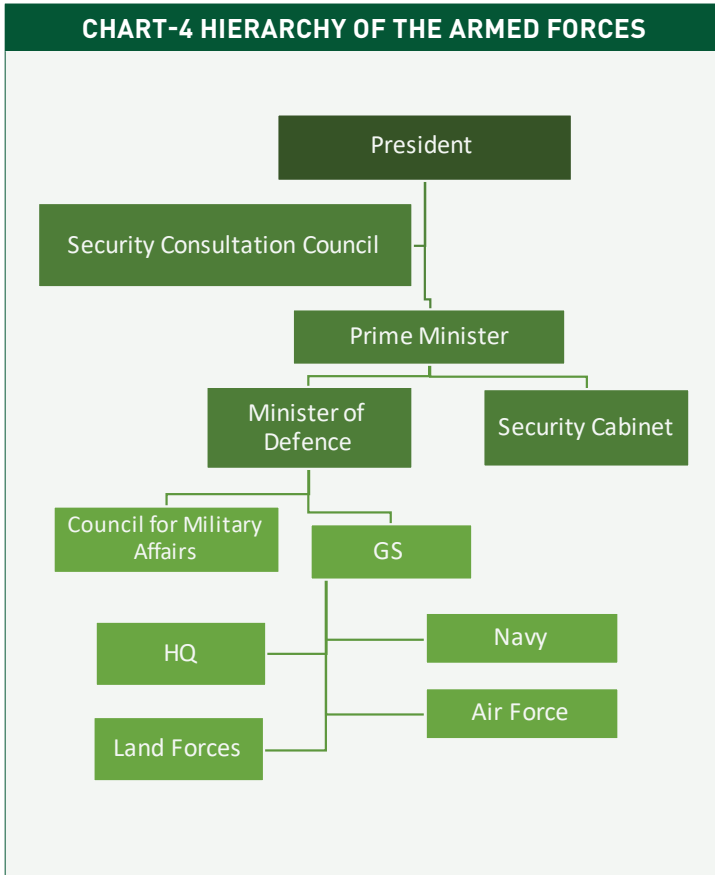 CHART-4 HIERARCHY OF THE ARMED FORCES
President
Security Consultation Council
Prime Minister
Minister of
Defence
Security Cabinet
Council for Military
Affairs
GS
HQ
Navy
Land Forces
Air Force